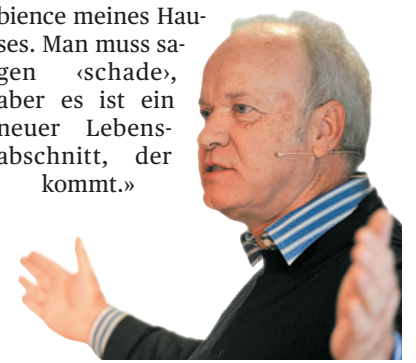 bience meines Hau-
ses. Man muss sa-
gen ‹schade›,
aber es ist ein
neuer Lebens-
abschnitt, der
kommt.»